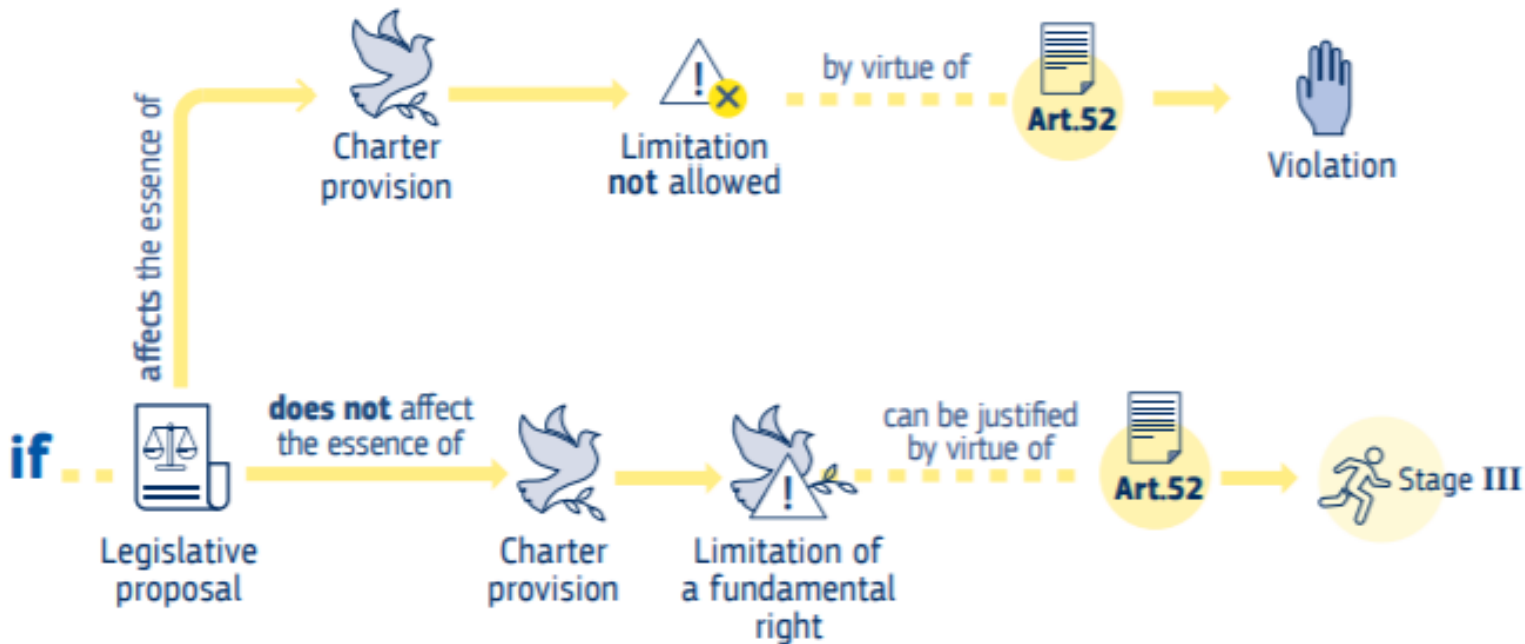 affects the essence of
Charter
provision
!
Limitation
not allowed
by virtue of
Art.52
Violation
if
Legislative
proposal
does not affect
the essence of
Charter
provision
!
Limitation of
a fundamental
right
can be justified
by virtue of
Art.52
Stage III